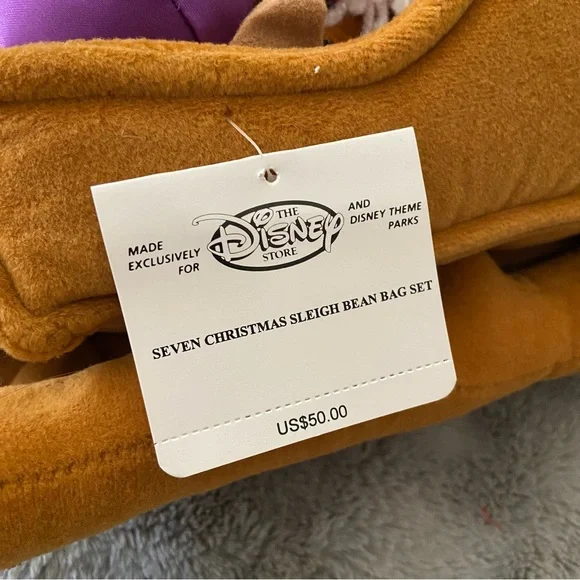 MADE
EXCLUSIVELY
FOR
THE
DISNEY
STORE
AND
DISNEY THEME
PARKS
SEVEN CHRISTMAS SLEIGH BEAN BAG SET
US$50.00